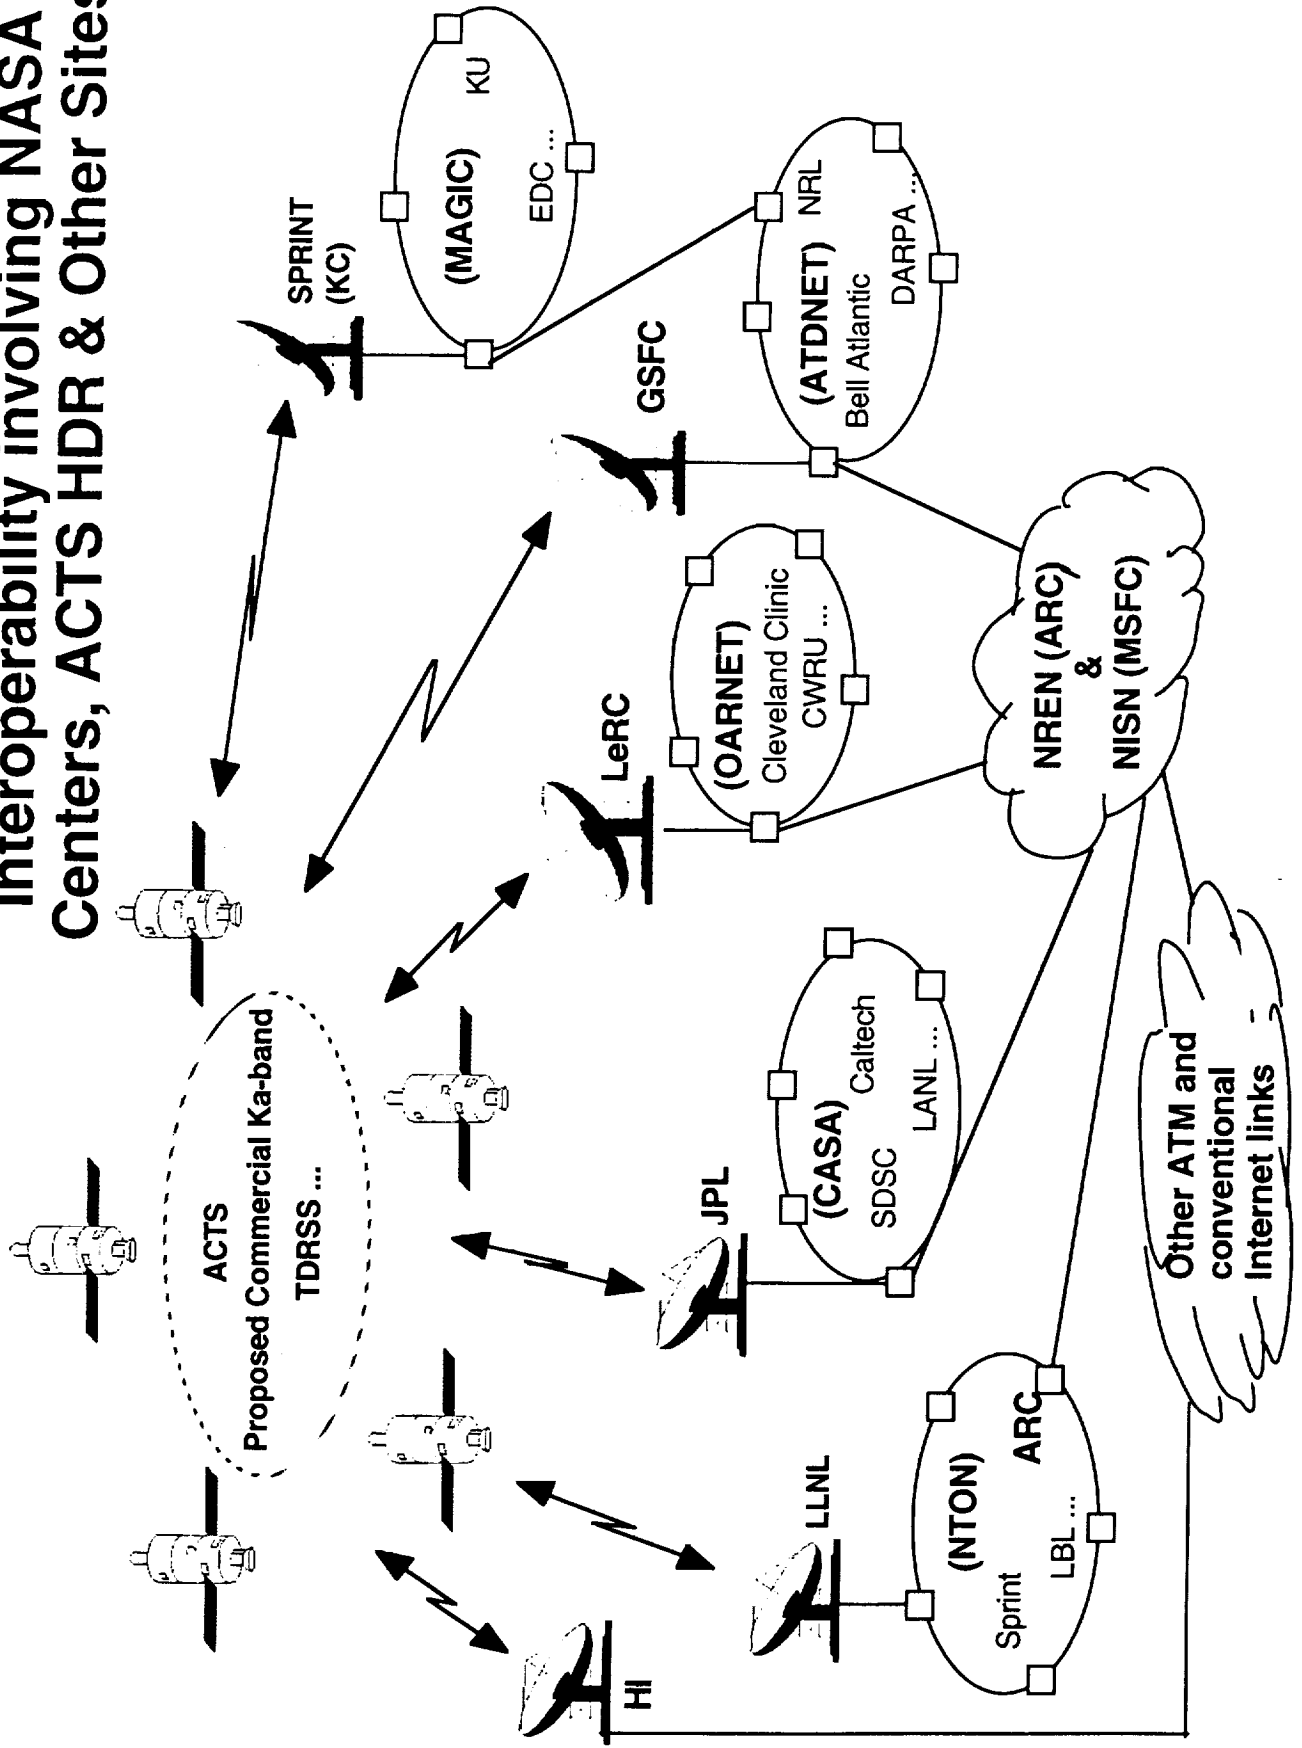 Interoperability involving NASA
Centers, ACTS HDR & Other Sites
ACTS
Proposed Commercial Ka-band
TDRSS ...
HI
LLNL
JPL
LeRC
GSFC
SPRINT
(KC)
(NTON)
Sprint
ARC
LBL ...
(CASA)
SDSC
Caltech
LANL ...
(OARNET)
Cleveland Clinic
CWRU ...
(ATDNET)
Bell Atlantic
NRL
DARPA ...
(MAGIC)
KU
EDC ...
NREN (ARC)
&
NISN (MSFC)
Other ATM and
conventional
Internet links